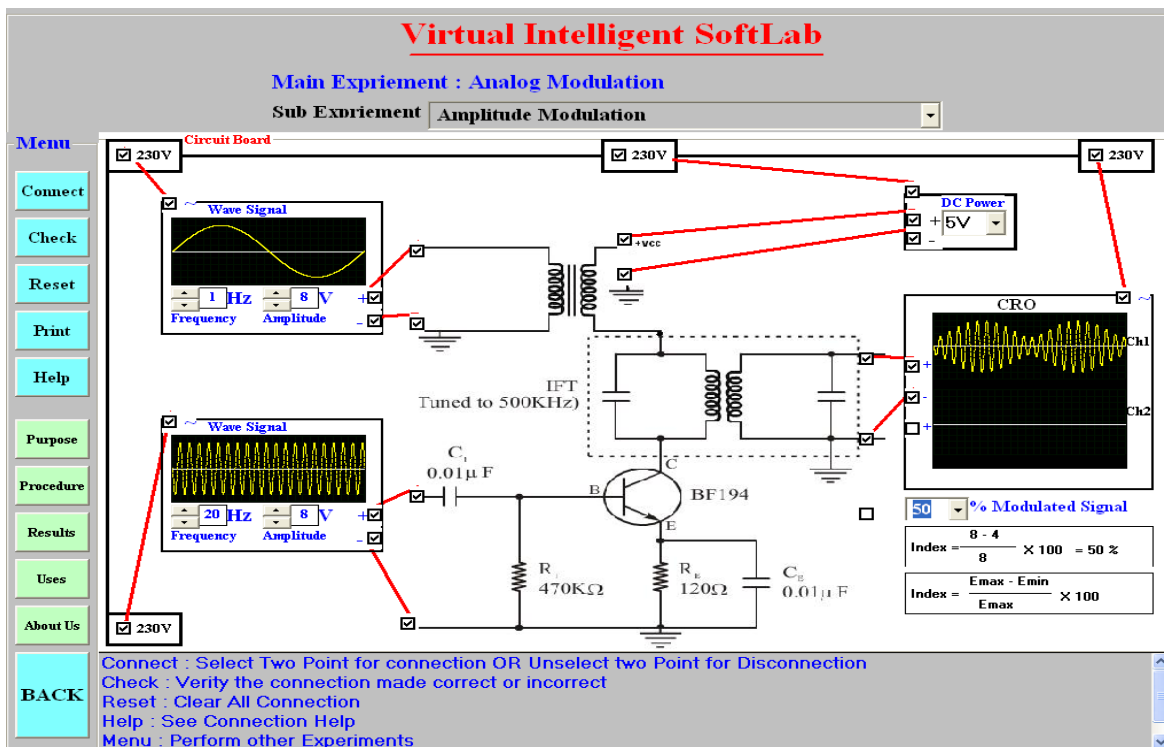 Virtual Intelligent SoftLab
Main Expriement : Analog Modulation
Sub Expriement Amplitude Modulation
Menu
Connect
Check
Reset
Print
Help
Purpose
Procedure
Results
Uses
About Us
BACK
Circuit Board
230V
230V
230V
~ Wave Signal
1 Hz 8 V +
Frequency Amplitude -
+vcc
DC Power
+ 5V
-
~
CRO
Ch1
+
-
Ch2
+
IFT
Tuned to 500KHz)
~ Wave Signal
20 Hz 8 V +
Frequency Amplitude -
C1
0.01μ F
B
C
E
BF194
R1
470KΩ
RE
120Ω
CE
0.01μ F
50 % Modulated Signal
Index = 8 - 4 / 8 X 100 = 50 %
Index = Emax - Emin / Emax X 100
230V
Connect : Select Two Point for connection OR Unselect two Point for Disconnection
Check : Verify the connection made correct or incorrect
Reset : Clear All Connection
Help : See Connection Help
Menu : Perform other Experiments